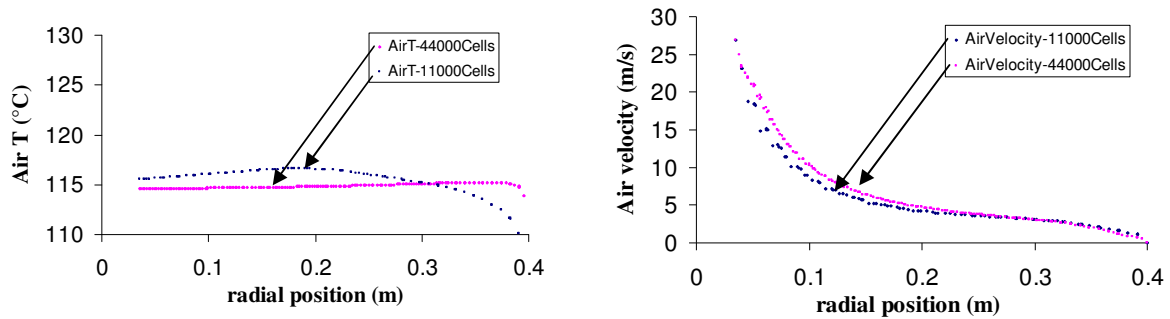 130
125
120
115
110
Air T (°C)
AirT-44000Cells
AirT-11000Cells
0
0.1
0.2
0.3
0.4
radial position (m)
30
25
20
15
10
5
0
Air velocity (m/s)
AirVelocity-11000Cells
AirVelocity-44000Cells
0
0.1
0.2
0.3
0.4
radial position (m)